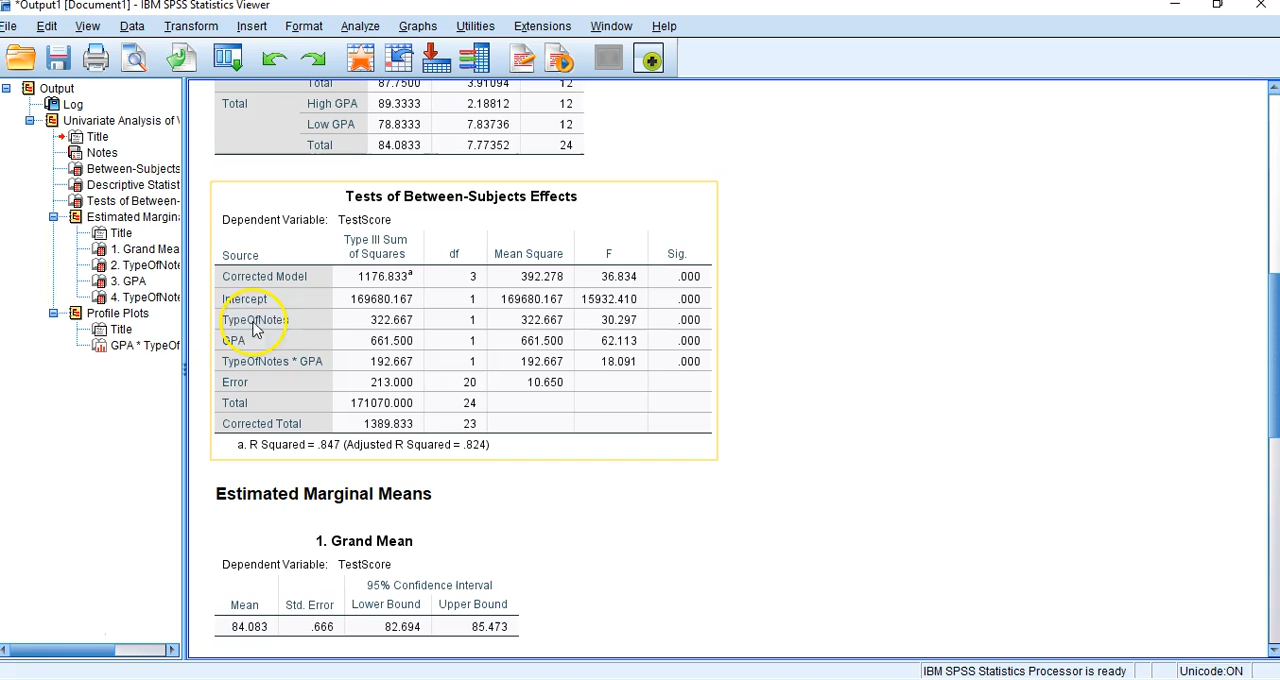 *Output1 [Document1] - IBM SPSS Statistics Viewer
File Edit View Data Transform Insert Format Analyze Graphs Utilities Extensions Window Help
Output
Log
Univariate Analysis of V
Title
Notes
Between-Subjects
Descriptive Statist
Tests of Between-
Estimated Margina
Title
1. Grand Mea
2. TypeOfNote
3. GPA
4. TypeOfNote
Profile Plots
Title
GPA * TypeOf
Total 87.7500 3.91094 12
Total High GPA 89.3333 2.18812 12
Low GPA 78.8333 7.83736 12
Total 84.0833 7.77352 24
Tests of Between-Subjects Effects
Dependent Variable: TestScore
Source Type III Sum of Squares df Mean Square F Sig.
Corrected Model 1176.833a 3 392.278 36.834 .000
Intercept 169680.167 1 169680.167 15932.410 .000
TypeOfNotes 322.667 1 322.667 30.297 .000
GPA 661.500 1 661.500 62.113 .000
TypeOfNotes * GPA 192.667 1 192.667 18.091 .000
Error 213.000 20 10.650
Total 171070.000 24
Corrected Total 1389.833 23
a. R Squared = .847 (Adjusted R Squared = .824)
Estimated Marginal Means
1. Grand Mean
Dependent Variable: TestScore
95% Confidence Interval
Mean Std. Error Lower Bound Upper Bound
84.083 .666 82.694 85.473
IBM SPSS Statistics Processor is ready Unicode:ON